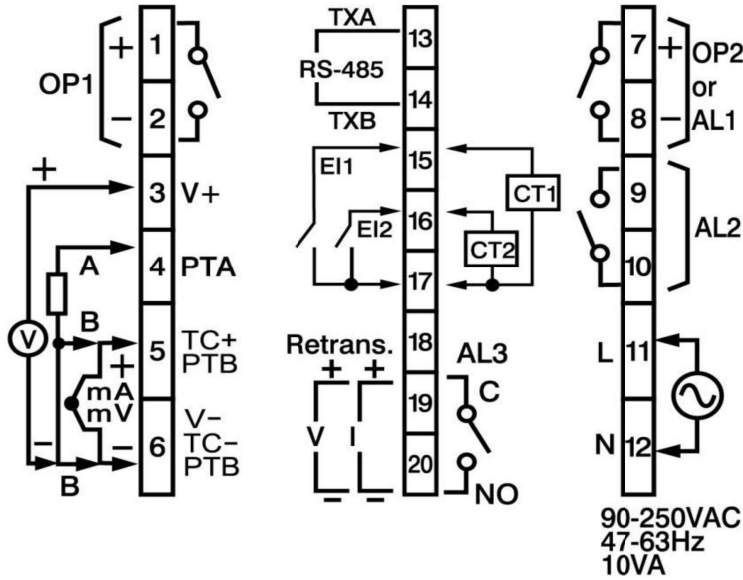 OP1
+
−
1
2
+
V
−
3
V+
A
4
PTA
B
5
TC+
PTB
+
mA
mV
−
B
6
V−
TC−
PTB
TXA
RS-485
TXB
13
14
EI1
15
CT1
EI2
16
CT2
17
18
Retrans.
+
+
V
I
−
−
19
20
AL3
C
NO
7
+
OP2
or
AL1
8
−
9
10
AL2
L
11
N
12
90-250VAC
47-63Hz
10VA